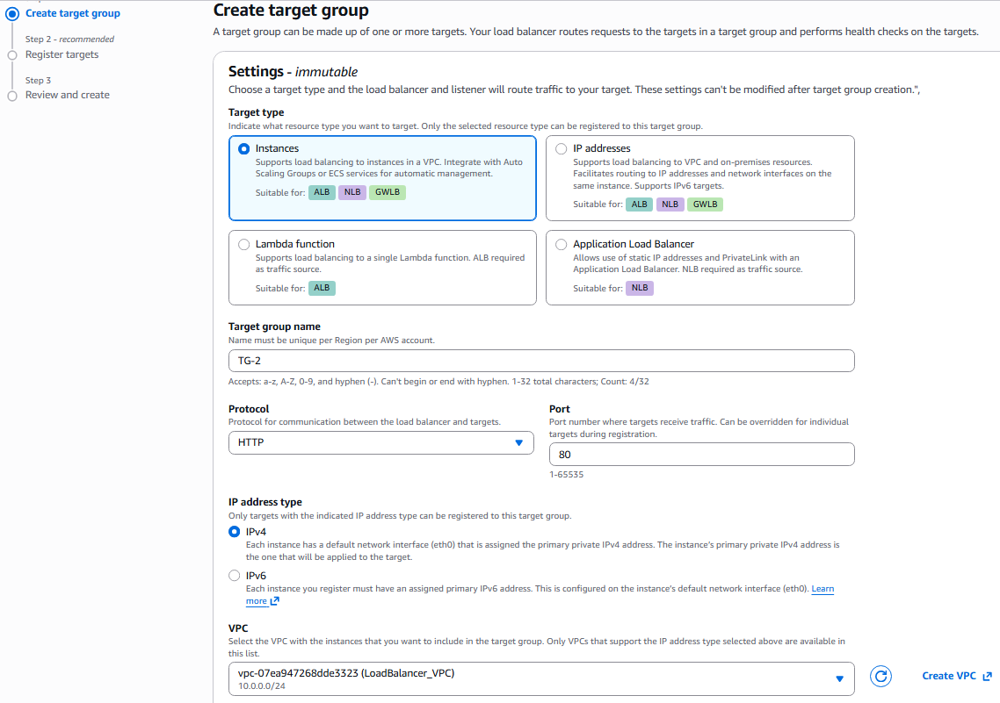 Create target group
Step 2 - recommended
Register targets
Step 3
Review and create
Create target group
A target group can be made up of one or more targets. Your load balancer routes requests to the targets in a target group and performs health checks on the targets.
Settings - immutable
Choose a target type and the load balancer and listener will route traffic to your target. These settings can't be modified after target group creation.",
Target type
Indicate what resource type you want to target. Only the selected resource type can be registered to this target group.
Instances
Supports load balancing to instances in a VPC. Integrate with Auto
Scaling Groups or ECS services for automatic management.
Suitable for: ALB NLB GWLB
IP addresses
Supports load balancing to VPC and on-premises resources.
Facilitates routing to IP addresses and network interfaces on the
same instance. Supports IPv6 targets.
Suitable for: ALB NLB GWLB
Lambda function
Supports load balancing to a single Lambda function. ALB required
as traffic source.
Suitable for: ALB
Application Load Balancer
Allows use of static IP addresses and PrivateLink with an
Application Load Balancer. NLB required as traffic source.
Suitable for: NLB
Target group name
Name must be unique per Region per AWS account.
TG-2
Accepts: a-z, A-Z, 0-9, and hyphen (-). Can't begin or end with hyphen. 1-32 total characters; Count: 4/32
Protocol
Protocol for communication between the load balancer and targets.
HTTP
Port
Port number where targets receive traffic. Can be overridden for individual
targets during registration.
80
1-65535
IP address type
Only targets with the indicated IP address type can be registered to this target group.
IPv4
Each instance has a default network interface (eth0) that is assigned the primary private IPv4 address. The instance's primary private IPv4 address is
the one that will be applied to the target.
IPv6
Each instance you register must have an assigned primary IPv6 address. This is configured on the instance's default network interface (eth0). Learn
more
VPC
Select the VPC with the instances that you want to include in the target group. Only VPCs that support the IP address type selected above are available in
this list.
vpc-07ea947268dde3323 (LoadBalancer_VPC)
10.0.0.0/24
Create VPC